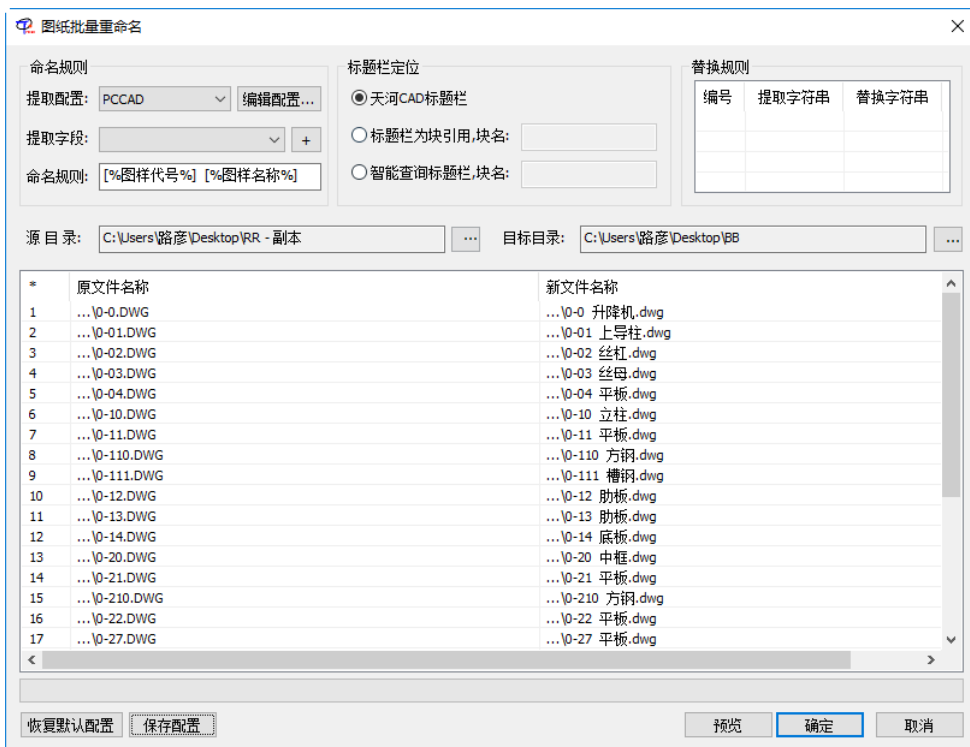 图纸批量重命名
命名规则
提取配置: PCCAD 编辑配置...
提取字段: +
命名规则: [%图样代号%] [%图样名称%]
标题栏定位
天河CAD标题栏
标题栏为块引用,块名:
智能查询标题栏,块名:
替换规则
编号 提取字符串 替换字符串
源 目 录: C:\Users\路彦\Desktop\RR - 副本 ... 目标目录: C:\Users\路彦\Desktop\BB ...
* 原文件名称 新文件名称
1 ...\0-0.DWG ...\0-0 升降机.dwg
2 ...\0-01.DWG ...\0-01 上导柱.dwg
3 ...\0-02.DWG ...\0-02 丝杠.dwg
4 ...\0-03.DWG ...\0-03 丝母.dwg
5 ...\0-04.DWG ...\0-04 平板.dwg
6 ...\0-10.DWG ...\0-10 立柱.dwg
7 ...\0-11.DWG ...\0-11 平板.dwg
8 ...\0-110.DWG ...\0-110 方钢.dwg
9 ...\0-111.DWG ...\0-111 槽钢.dwg
10 ...\0-12.DWG ...\0-12 肋板.dwg
11 ...\0-13.DWG ...\0-13 肋板.dwg
12 ...\0-14.DWG ...\0-14 底板.dwg
13 ...\0-20.DWG ...\0-20 中框.dwg
14 ...\0-21.DWG ...\0-21 平板.dwg
15 ...\0-210.DWG ...\0-210 方钢.dwg
16 ...\0-22.DWG ...\0-22 平板.dwg
17 ...\0-27.DWG ...\0-27 平板.dwg
恢复默认配置 保存配置 预览 确定 取消